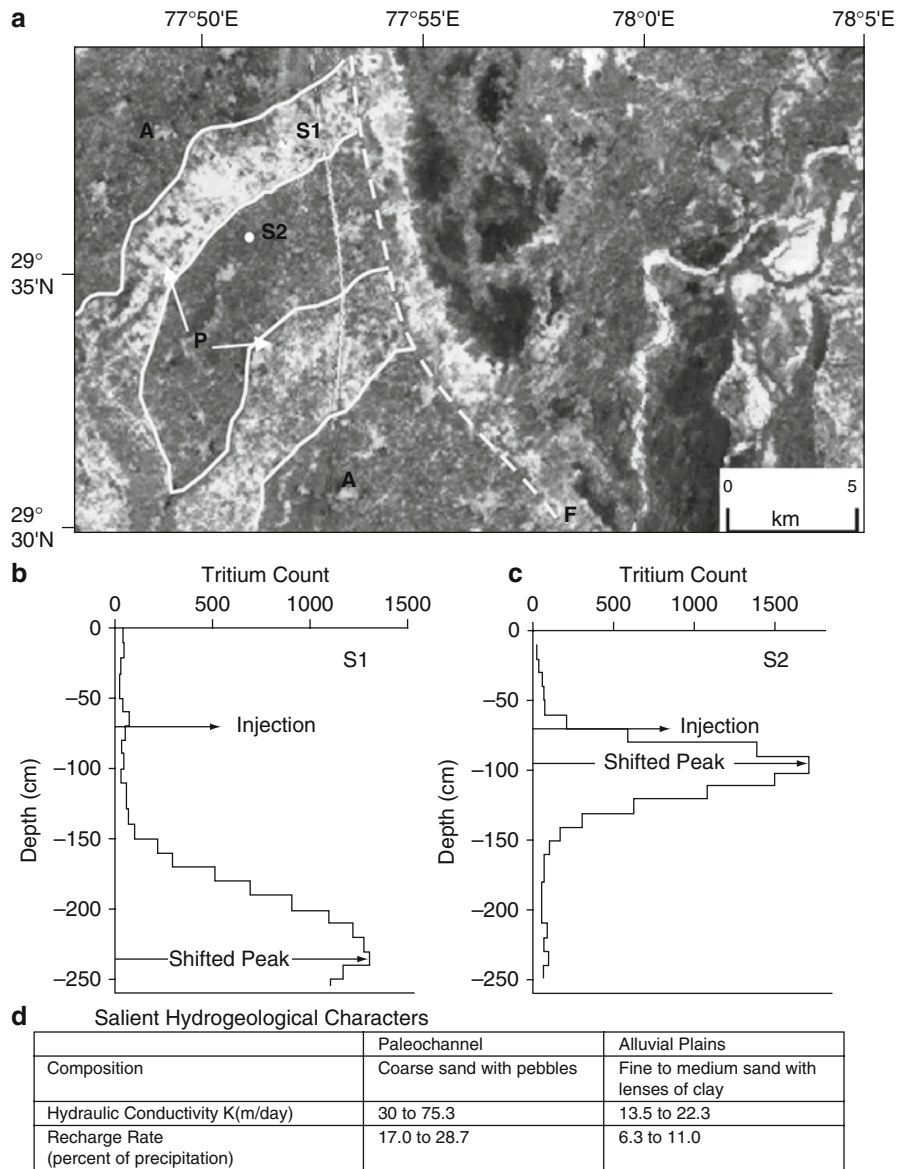 a
77°50'E 77°55'E 78°0'E 78°5'E
29°
35'N
29°
30'N
A
S1
S2
P
A
F
0 5
km
b
Tritium Count
0 500 1000 1500
0
−50
−100
−150
−200
−250
Depth (cm)
S1
Injection
Shifted Peak
c
Tritium Count
0 500 1000 1500
0
−50
−100
−150
−200
−250
Depth (cm)
S2
Injection
Shifted Peak
d Salient Hydrogeological Characters
Paleochannel Alluvial Plains
Composition Coarse sand with pebbles Fine to medium sand with
lenses of clay
Hydraulic Conductivity K(m/day) 30 to 75.3 13.5 to 22.3
Recharge Rate 17.0 to 28.7 6.3 to 11.0
(percent of precipitation)